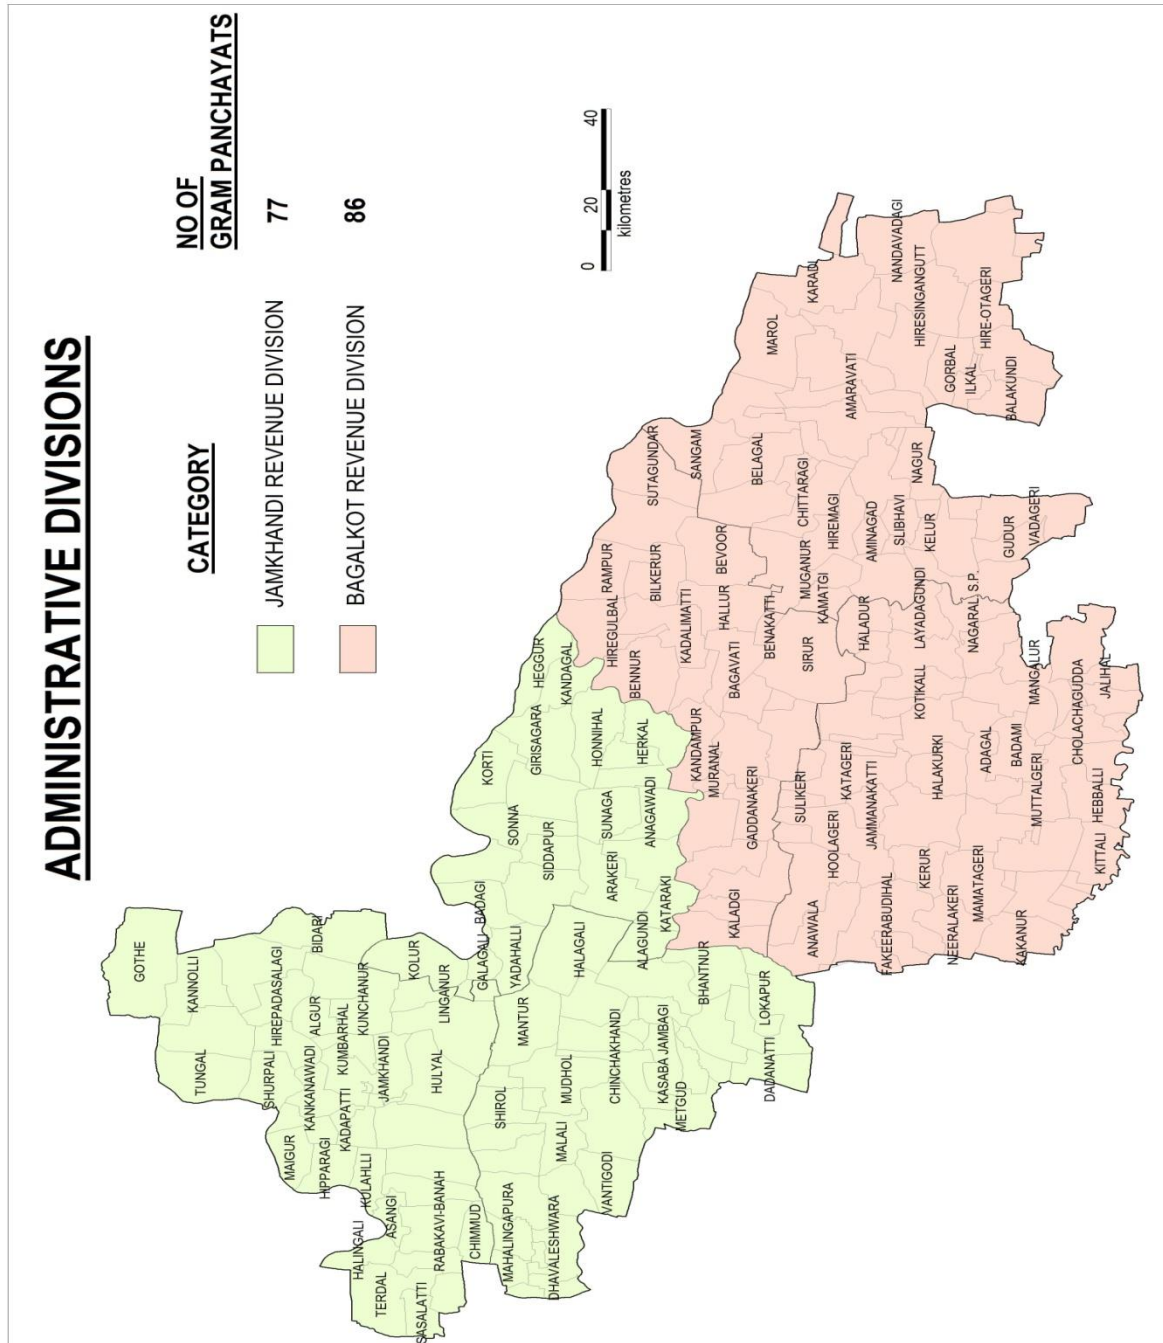 ADMINISTRATIVE DIVISIONS
CATEGORY
NO OF
GRAM PANCHAYATS
JAMKHANDI REVENUE DIVISION
77
BAGALKOT REVENUE DIVISION
86
0
20
40
kilometres
GOTHE
KANNOLLI
TUNGAL
SHURPALI
HIREPADASALAGI
BIDARI
MAIGUR
KANKANAWADI
ALGUR
HIPPARAGI
KADAPATTI
KUMBARHAL
KUNCHANUR
HALINGALI
KULAHLLI
JAMKHANDI
TERDAL
ASANGI
KOLUR
SASALATTI
RABAKAVI-BANAH
HULYAL
LINGANUR
CHIMMUD
GALAGALI
BADAGI
KORTI
MAHALINGAPURA
SHIROL
MANTUR
YADAHALLI
SONNA
GIRISAGARA
HEGGUR
DHAVALESHWARA
MALALI
MUDHOL
HALAGALI
SIDDAPUR
KANDAGAL
VANTIGODI
CHINCHAKHANDI
ARAKERI
SUNAGA
HONNIHAL
HIREGULBAL
RAMPUR
ALAGUNDI
ANAGAWADI
HERKAL
BENNUR
SUTAGUNDAR
KASABA JAMBAGI
KATARAKI
BILKERUR
METGUD
BHANTNUR
KANDAMPUR
KADALIMATTI
SANGAM
MURANAL
KALADGI
GADDANAKERI
BAGAVATI
HALLUR
BEVOOR
BELAGAL
MAROL
DADANATTI
LOKAPUR
BENAKATTI
ANAWALA
SULIKERI
SIRUR
MUGANUR
CHITTARAGI
KARADI
HOOLAGERI
KATAGERI
KAMATGI
HIREMAGI
AMARAVATI
JAMMANAKATTI
HALADUR
AMINAGAD
FAKEERABUDIHAL
SLIBHAVI
NANDAVADAGI
KERUR
HALAKURKI
KOTIKALL
LAYADAGUNDI
KELUR
NAGUR
HIRESINGANGUTT
NEERALAKERI
GORBAL
MAMATAGERI
ADAGAL
NAGARAL S.P.
ILKAL
HIRE-OTAGERI
BADAMI
GUDUR
BALAKUNDI
KAKANUR
MUTTALGERI
MANGALUR
VADAGERI
CHOLACHAGUDDA
KITTALI
HEBBALLI
JALIHAL